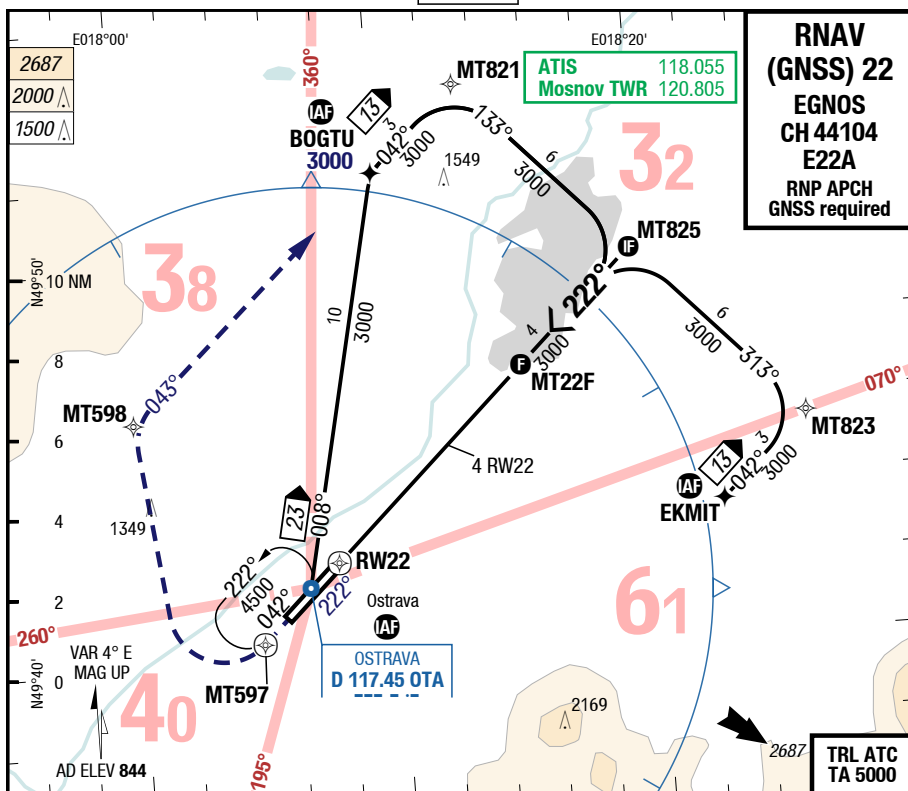 E018°00'
E018°20'
RNAV
(GNSS) 22
EGNOS
CH 44104
E22A
RNP APCH
GNSS required
2687
2000
1500
360°
IAF
BOGTU
3000
13
042°
3
3000
MT821
ATIS 118.055
Mosnov TWR 120.805
133°
6
3000
1549
32
MT825
IF
N49°50'
10 NM
38
222°
4
3000
F
MT22F
6
3000
313°
070°
MT823
10
3000
8
043°
MT598
6
4 RW22
13
042°
3
3000
IAF
EKMIT
23
008°
4
1349
RW22
222°
4500
042°
222°
Ostrava
IAF
61
2
260°
OSTRAVA
D 117.45 OTA
VAR 4° E
MAG UP
N49°40'
0
MT597
40
2169
195°
AD ELEV 844
2687
TRL ATC
TA 5000